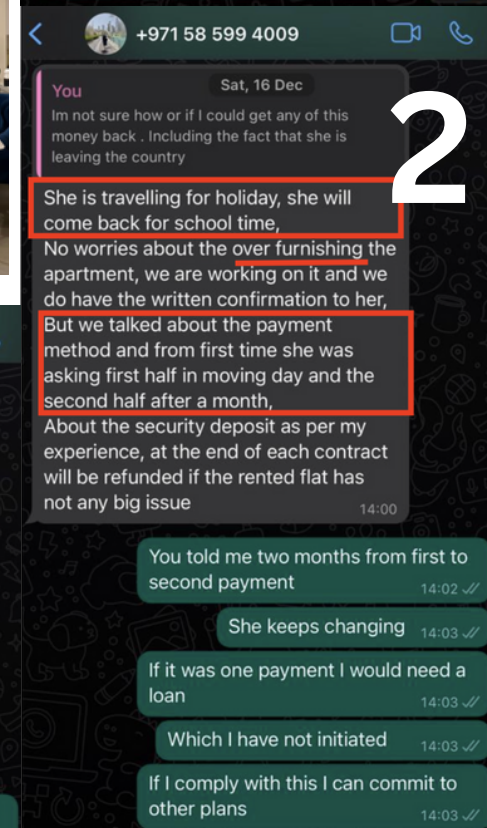 +971 58 599 4009
2
Sat, 16 Dec
You
Im not sure how or if I could get any of this
money back . Including the fact that she is
leaving the country
She is travelling for holiday, she will
come back for school time,
No worries about the over furnishing the
apartment, we are working on it and we
do have the written confirmation to her,
But we talked about the payment
method and from first time she was
asking first half in moving day and the
second half after a month,
About the security deposit as per my
experience, at the end of each contract
will be refunded if the rented flat has
not any big issue
14:00
You told me two months from first to
second payment
14:02
She keeps changing
14:03
If it was one payment I would need a
loan
14:03
Which I have not initiated
14:03
If I comply with this I can commit to
other plans
14:03